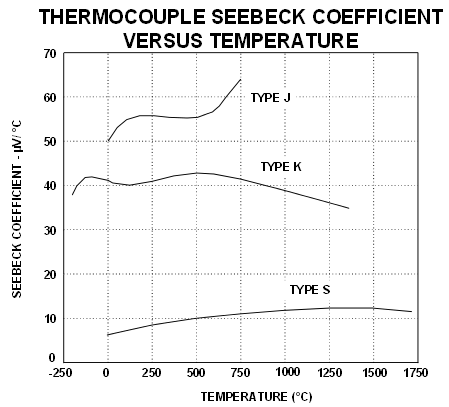 THERMOCOUPLE SEEBECK COEFFICIENT
VERSUS TEMPERATURE
SEEBECK COEFFICIENT - µV/ °C
70
60
50
40
30
20
10
0
TYPE J
TYPE K
TYPE S
-250 0 250 500 750 1000 1250 1500 1750
TEMPERATURE (°C)